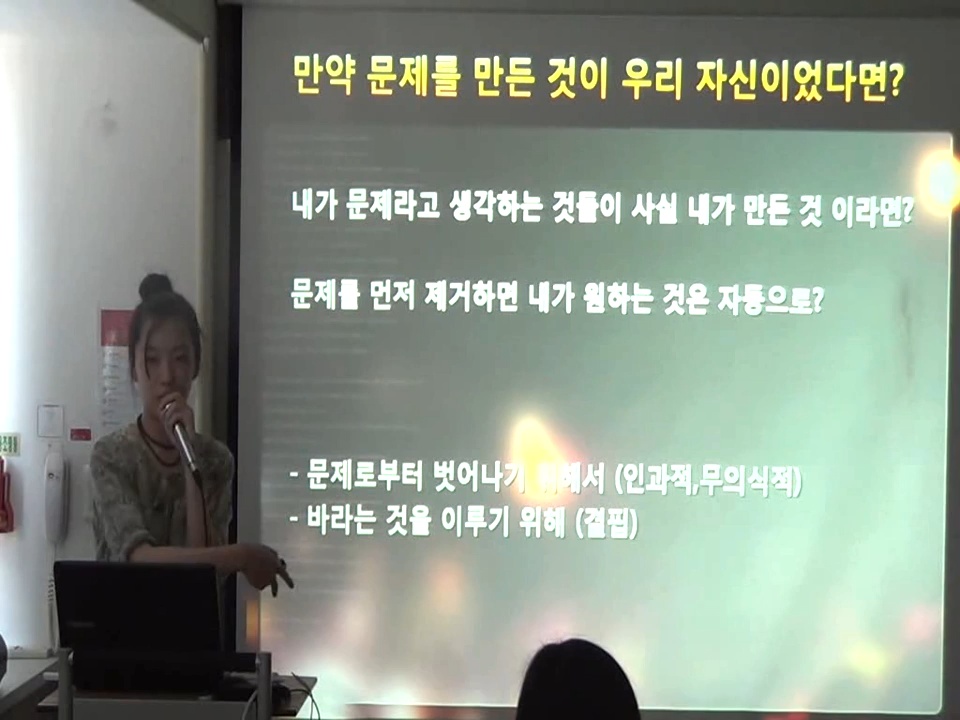 만약 문제를 만든 것이 우리 자신이었다면?
내가 문제라고 생각하는 것들이 사실 내가 만든 것 이라면?
문제를 먼저 제거하면 내가 원하는 것은 자동으로?
- 문제로부터 벗어나기 위해서 (인과적,무의식적)
- 바라는 것을 이루기 위해 (결핍)